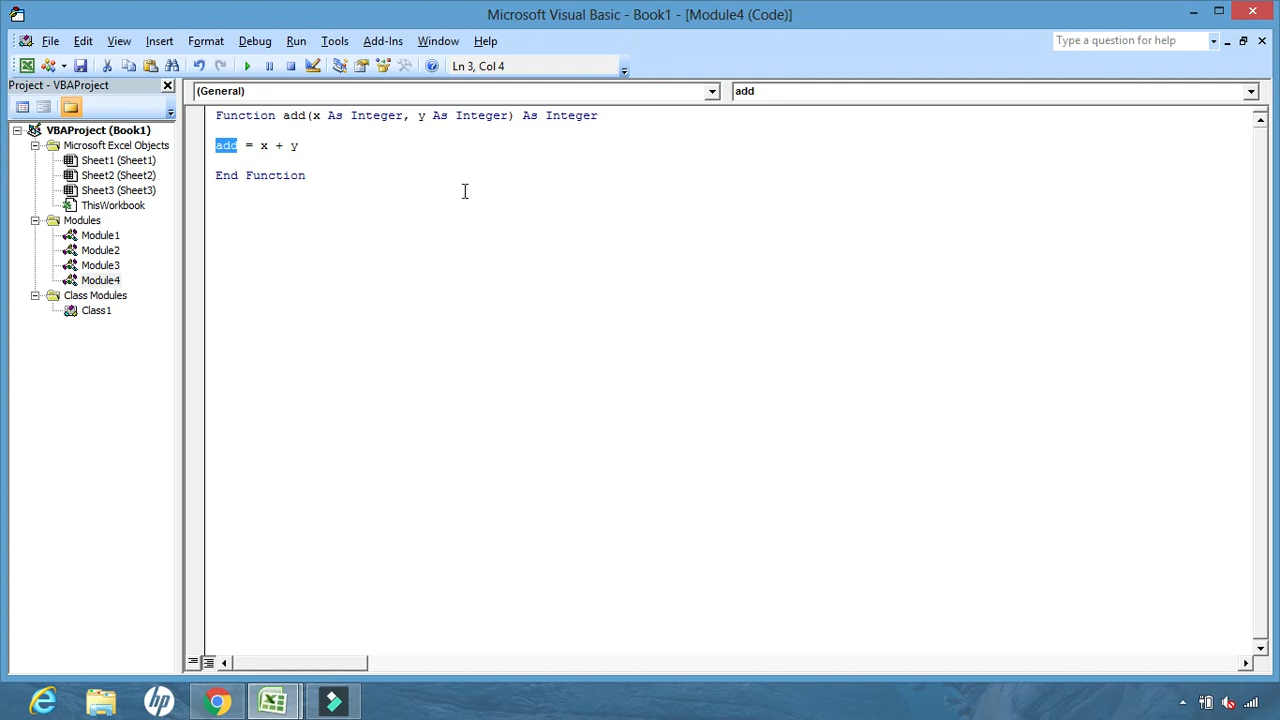 Microsoft Visual Basic - Book1 - [Module4 (Code)]
File Edit View Insert Format Debug Run Tools Add-Ins Window Help
Type a question for help
Ln 3, Col 4
Project - VBAProject
(General)
add
VBAProject (Book1)
Microsoft Excel Objects
Sheet1 (Sheet1)
Sheet2 (Sheet2)
Sheet3 (Sheet3)
ThisWorkbook
Modules
Module1
Module2
Module3
Module4
Class Modules
Class1
Function add(x As Integer, y As Integer) As Integer
add = x + y
End Function
hp